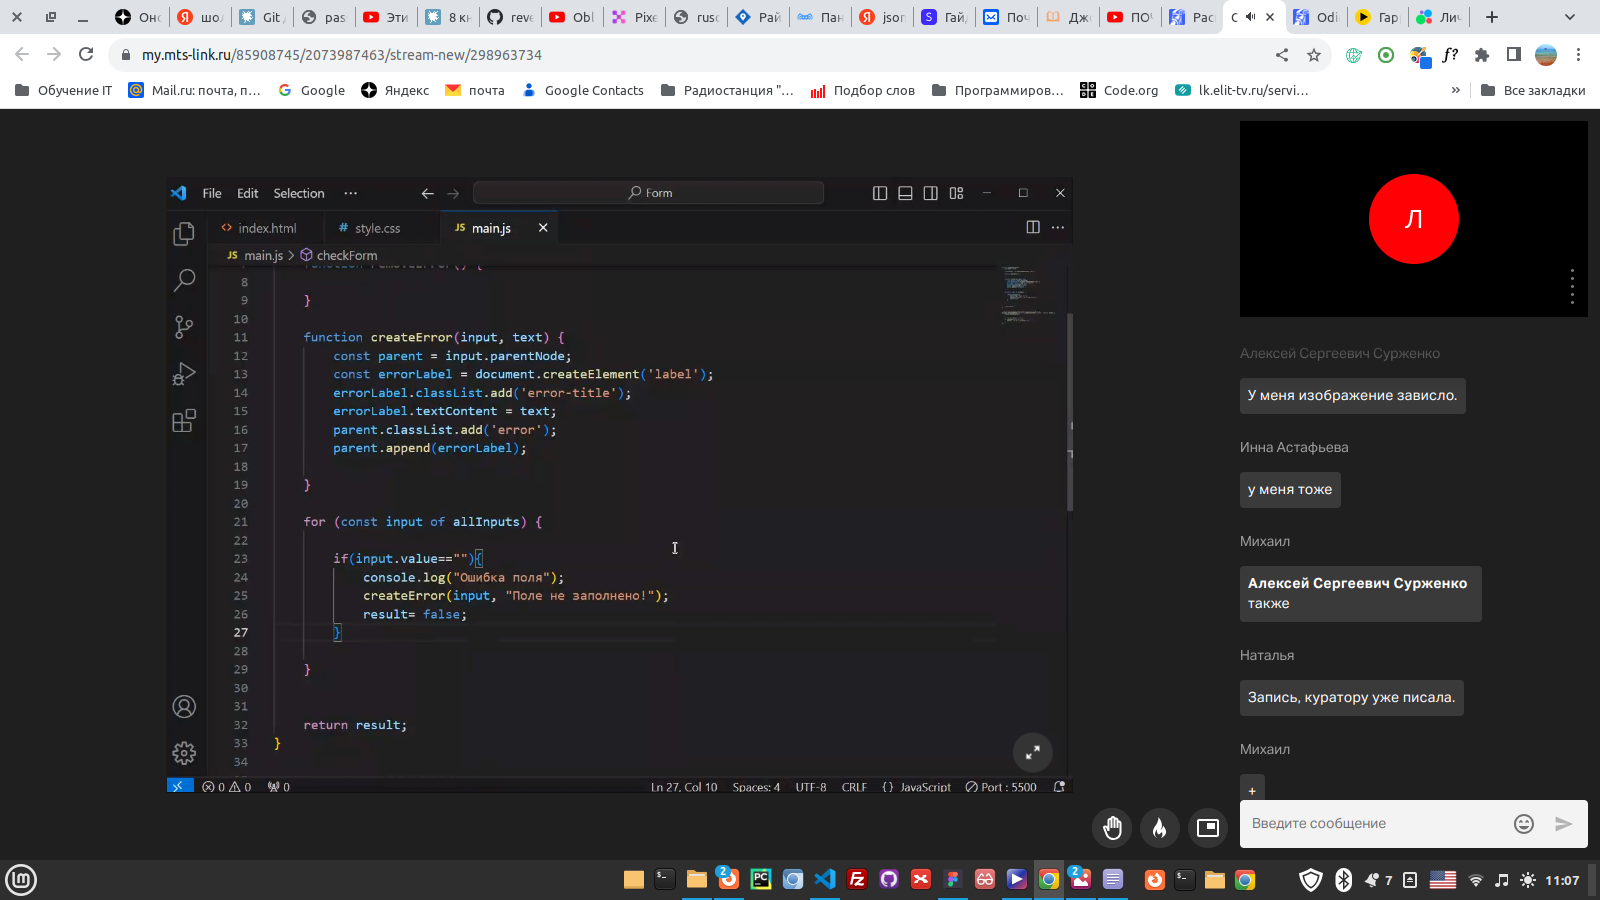 Онс
шол
Git
pas
Эти
8 кн
reve
Obl
Pixe
rusc
Рай
Пан
json
Гайд
Поч
Дже
ПОЧ
Рас
С
Odi
Гар
Лич
my.mts-link.ru/85908745/2073987463/stream-new/298963734
Обучение IT
Mail.ru: почта, п...
Google
Яндекс
почта
Google Contacts
Радиостанция "...
Подбор слов
Программиров...
Code.org
lk.elit-tv.ru/servi...
»
Все закладки
File Edit Selection ···
Form
index.html
style.css
JS main.js
JS main.js > checkForm
8
9 }
10
11 function createError(input, text) {
12 const parent = input.parentNode;
13 const errorLabel = document.createElement('label');
14 errorLabel.classList.add('error-title');
15 errorLabel.textContent = text;
16 parent.classList.add('error');
17 parent.append(errorLabel);
18
19 }
20
21 for (const input of allInputs) {
22
23 if(input.value==""){
24 console.log("Ошибка поля");
25 createError(input, "Поле не заполнено!");
26 result= false;
27 }
28
29 }
30
31
32 return result;
33 }
34
0 0 0
Ln 27, Col 10 Spaces: 4 UTF-8 CRLF {} JavaScript Port : 5500
Л
Алексей Сергеевич Сурженко
У меня изображение зависло.
Инна Астафьева
у меня тоже
Михаил
Алексей Сергеевич Сурженко
также
Наталья
Запись, куратору уже писала.
Михаил
+
Введите сообщение
2
PC
Fz
2
7
11:07